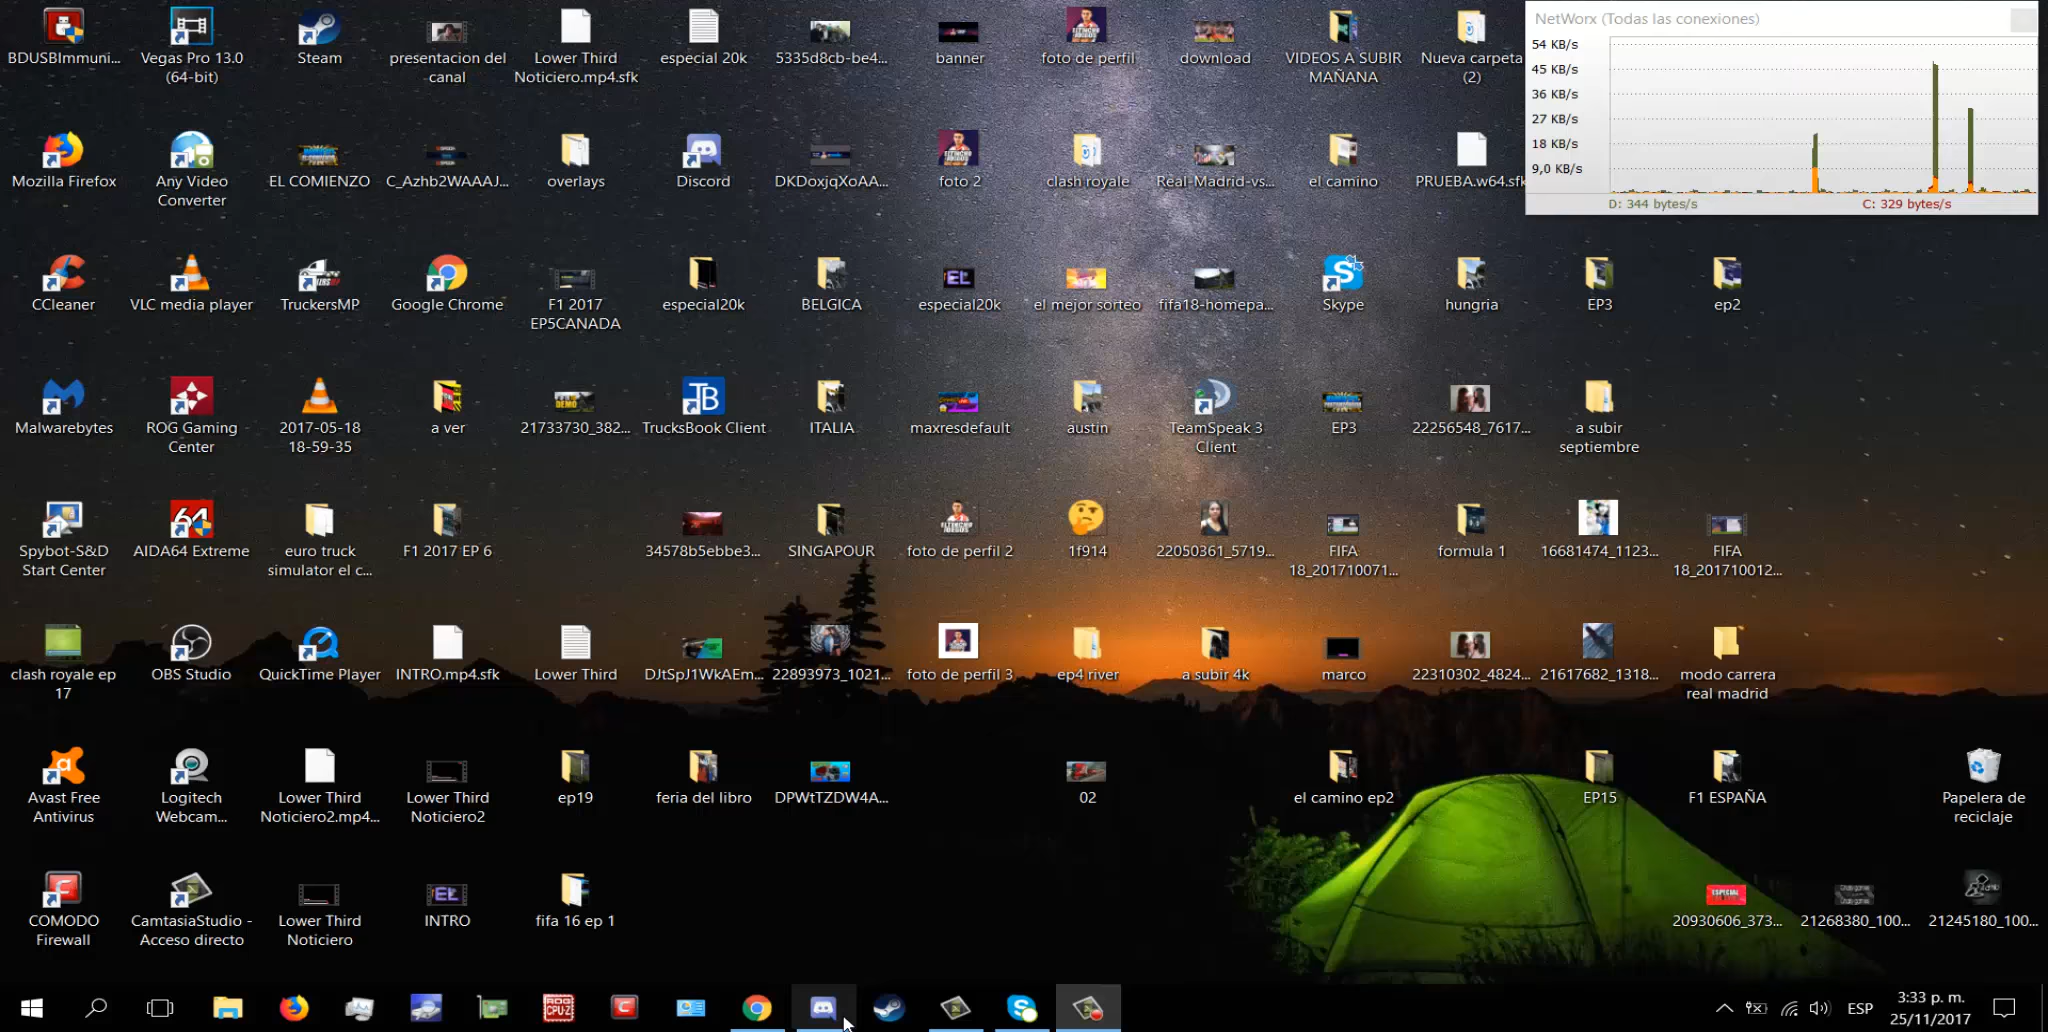 BDUSBImmuni...
Vegas Pro 13.0
(64-bit)
Steam
presentacion del
canal
Lower Third
Noticiero.mp4.sfk
especial 20k
5335d8cb-be4...
banner
foto de perfil
download
VIDEOS A SUBIR
MAÑANA
Nueva carpeta
(2)
NetWorx (Todas las conexiones)
54 KB/s
45 KB/s
36 KB/s
27 KB/s
18 KB/s
9,0 KB/s
D: 344 bytes/s
C: 329 bytes/s
Mozilla Firefox
Any Video
Converter
EL COMIENZO
C_Azhb2WAAAJ...
overlays
Discord
DKDoxjqXoAA...
foto 2
clash royale
Real-Madrid-vs...
el camino
PRUEBA.w64.sfk
CCleaner
VLC media player
TruckersMP
Google Chrome
F1 2017
EP5CANADA
especial20k
BELGICA
EL
especial20k
el mejor sorteo
fifa18-homepa...
Skype
hungria
EP3
ep2
Malwarebytes
ROG Gaming
Center
2017-05-18
18-59-35
a ver
DEMO
21733730_382...
TB
TrucksBook Client
ITALIA
maxresdefault
austin
TeamSpeak 3
Client
EP3
22256548_7617...
a subir
septiembre
Spybot-S&D
Start Center
64
AIDA64 Extreme
euro truck
simulator el c...
F1 2017 EP 6
34578b5ebbe3...
SINGAPOUR
foto de perfil 2
1f914
22050361_5719...
FIFA
18_201710071...
formula 1
16681474_1123...
FIFA
18_201710012...
clash royale ep
17
OBS Studio
QuickTime Player
INTRO.mp4.sfk
Lower Third
DJtSpJ1WkAEm...
22893973_1021...
foto de perfil 3
ep4 river
a subir 4k
marco
22310302_4824...
21617682_1318...
modo carrera
real madrid
Avast Free
Antivirus
Logitech
Webcam...
Lower Third
Noticiero2.mp4...
Lower Third
Noticiero2
ep19
feria del libro
DPWtTZDW4A...
02
el camino ep2
EP15
F1 ESPAÑA
Papelera de
reciclaje
COMODO
Firewall
CamtasiaStudio -
Acceso directo
Lower Third
Noticiero
EL
INTRO
fifa 16 ep 1
ESPECIAL
20930606_373...
21268380_100...
21245180_100...
ROG
CPU-Z
ESP
3:33 p. m.
25/11/2017